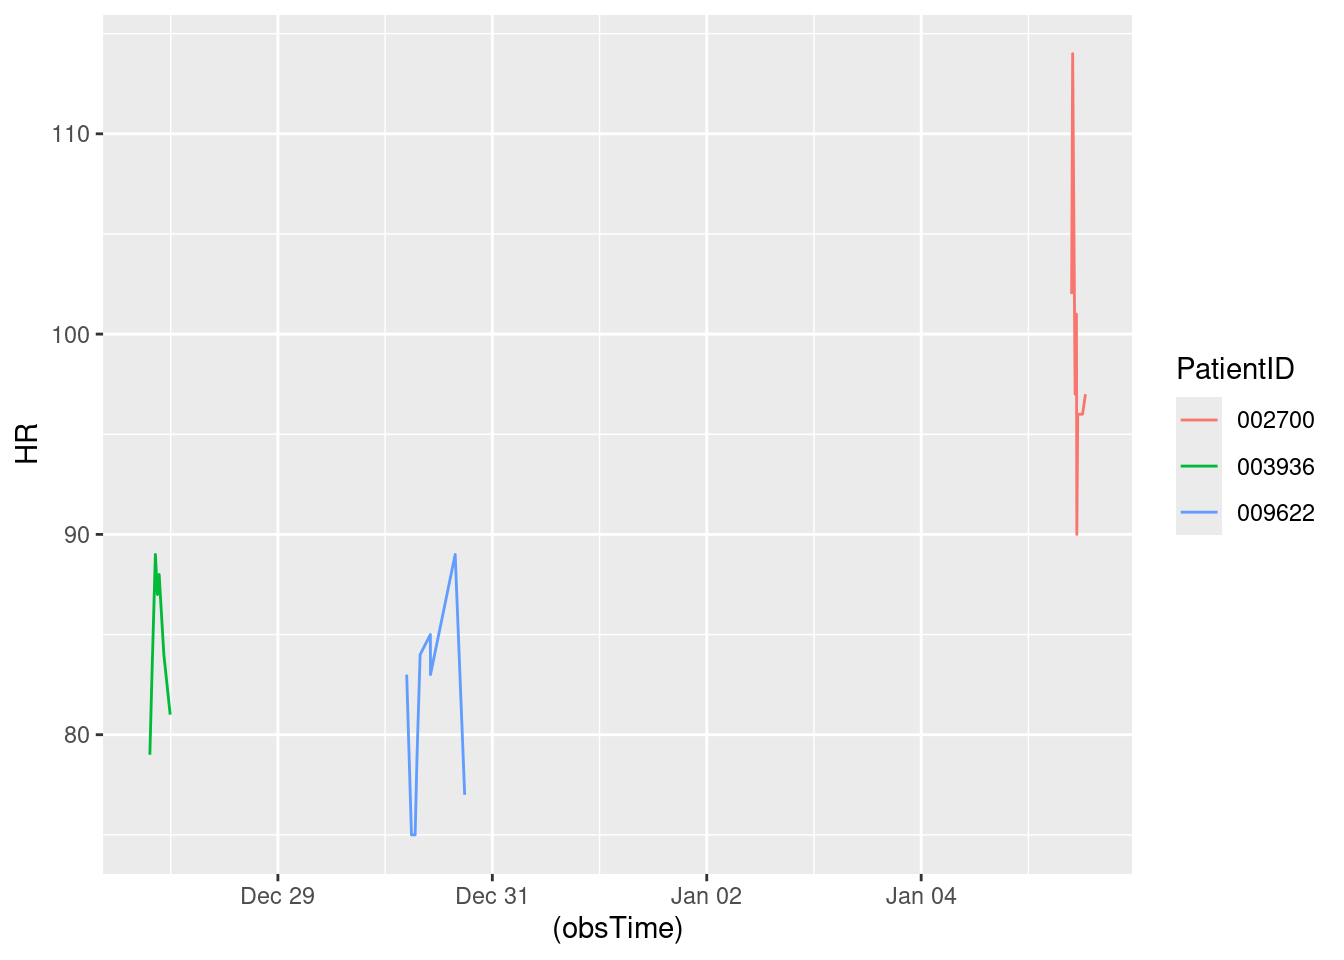 110
100
90
80
HR
Dec 29
Dec 31
Jan 02
Jan 04
(obsTime)
PatientID
002700
003936
009622